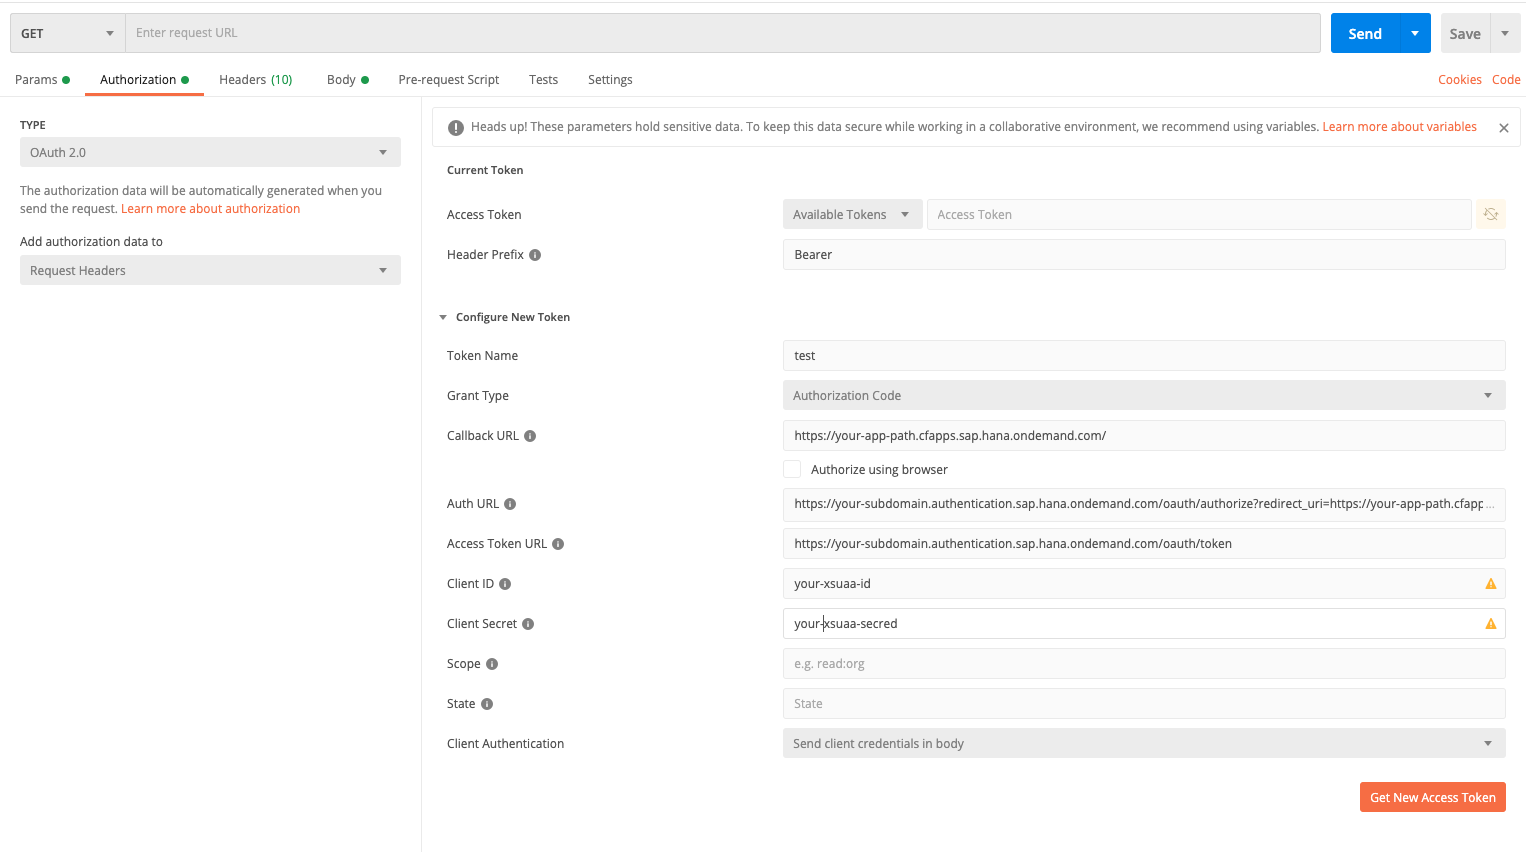 GET Enter request URL Send Save
Params Authorization Headers (10) Body Pre-request Script Tests Settings Cookies Code
TYPE
OAuth 2.0
The authorization data will be automatically generated when you
send the request. Learn more about authorization
Add authorization data to
Request Headers
Heads up! These parameters hold sensitive data. To keep this data secure while working in a collaborative environment, we recommend using variables. Learn more about variables
Current Token
Access Token Available Tokens Access Token
Header Prefix Bearer
Configure New Token
Token Name test
Grant Type Authorization Code
Callback URL https://your-app-path.cfapps.sap.hana.ondemand.com/
Authorize using browser
Auth URL https://your-subdomain.authentication.sap.hana.ondemand.com/oauth/authorize?redirect_uri=https://your-app-path.cfapp...
Access Token URL https://your-subdomain.authentication.sap.hana.ondemand.com/oauth/token
Client ID your-xsuaa-id
Client Secret your-xsuaa-secred
Scope e.g. read:org
State State
Client Authentication Send client credentials in body
Get New Access Token